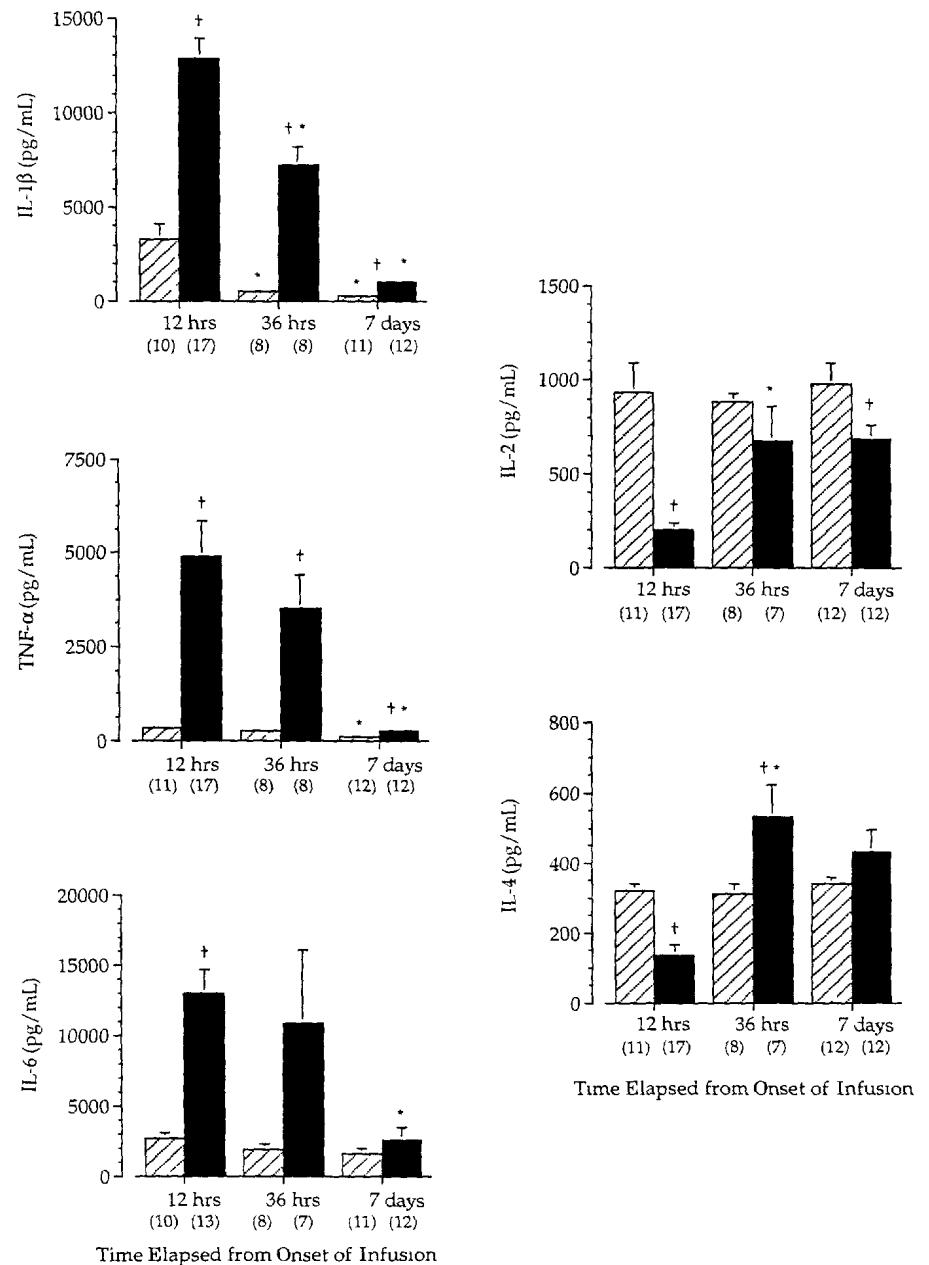 IL-1β (pg/mL)
15000
10000
5000
0
†
† *
*
† *
*
12 hrs 36 hrs 7 days
(10) (17) (8) (8) (11) (12)
TNF-α (pg/mL)
7500
5000
2500
0
†
†
† *
*
12 hrs 36 hrs 7 days
(11) (17) (8) (8) (12) (12)
IL-6 (pg/mL)
20000
15000
10000
5000
0
†
*
12 hrs 36 hrs 7 days
(10) (13) (8) (7) (11) (12)
Time Elapsed from Onset of Infusion
IL-2 (pg/mL)
1500
1000
500
0
*
†
†
12 hrs 36 hrs 7 days
(11) (17) (8) (7) (12) (12)
IL-4 (pg/mL)
800
600
400
200
0
† *
†
12 hrs 36 hrs 7 days
(11) (17) (8) (7) (12) (12)
Time Elapsed from Onset of Infusion